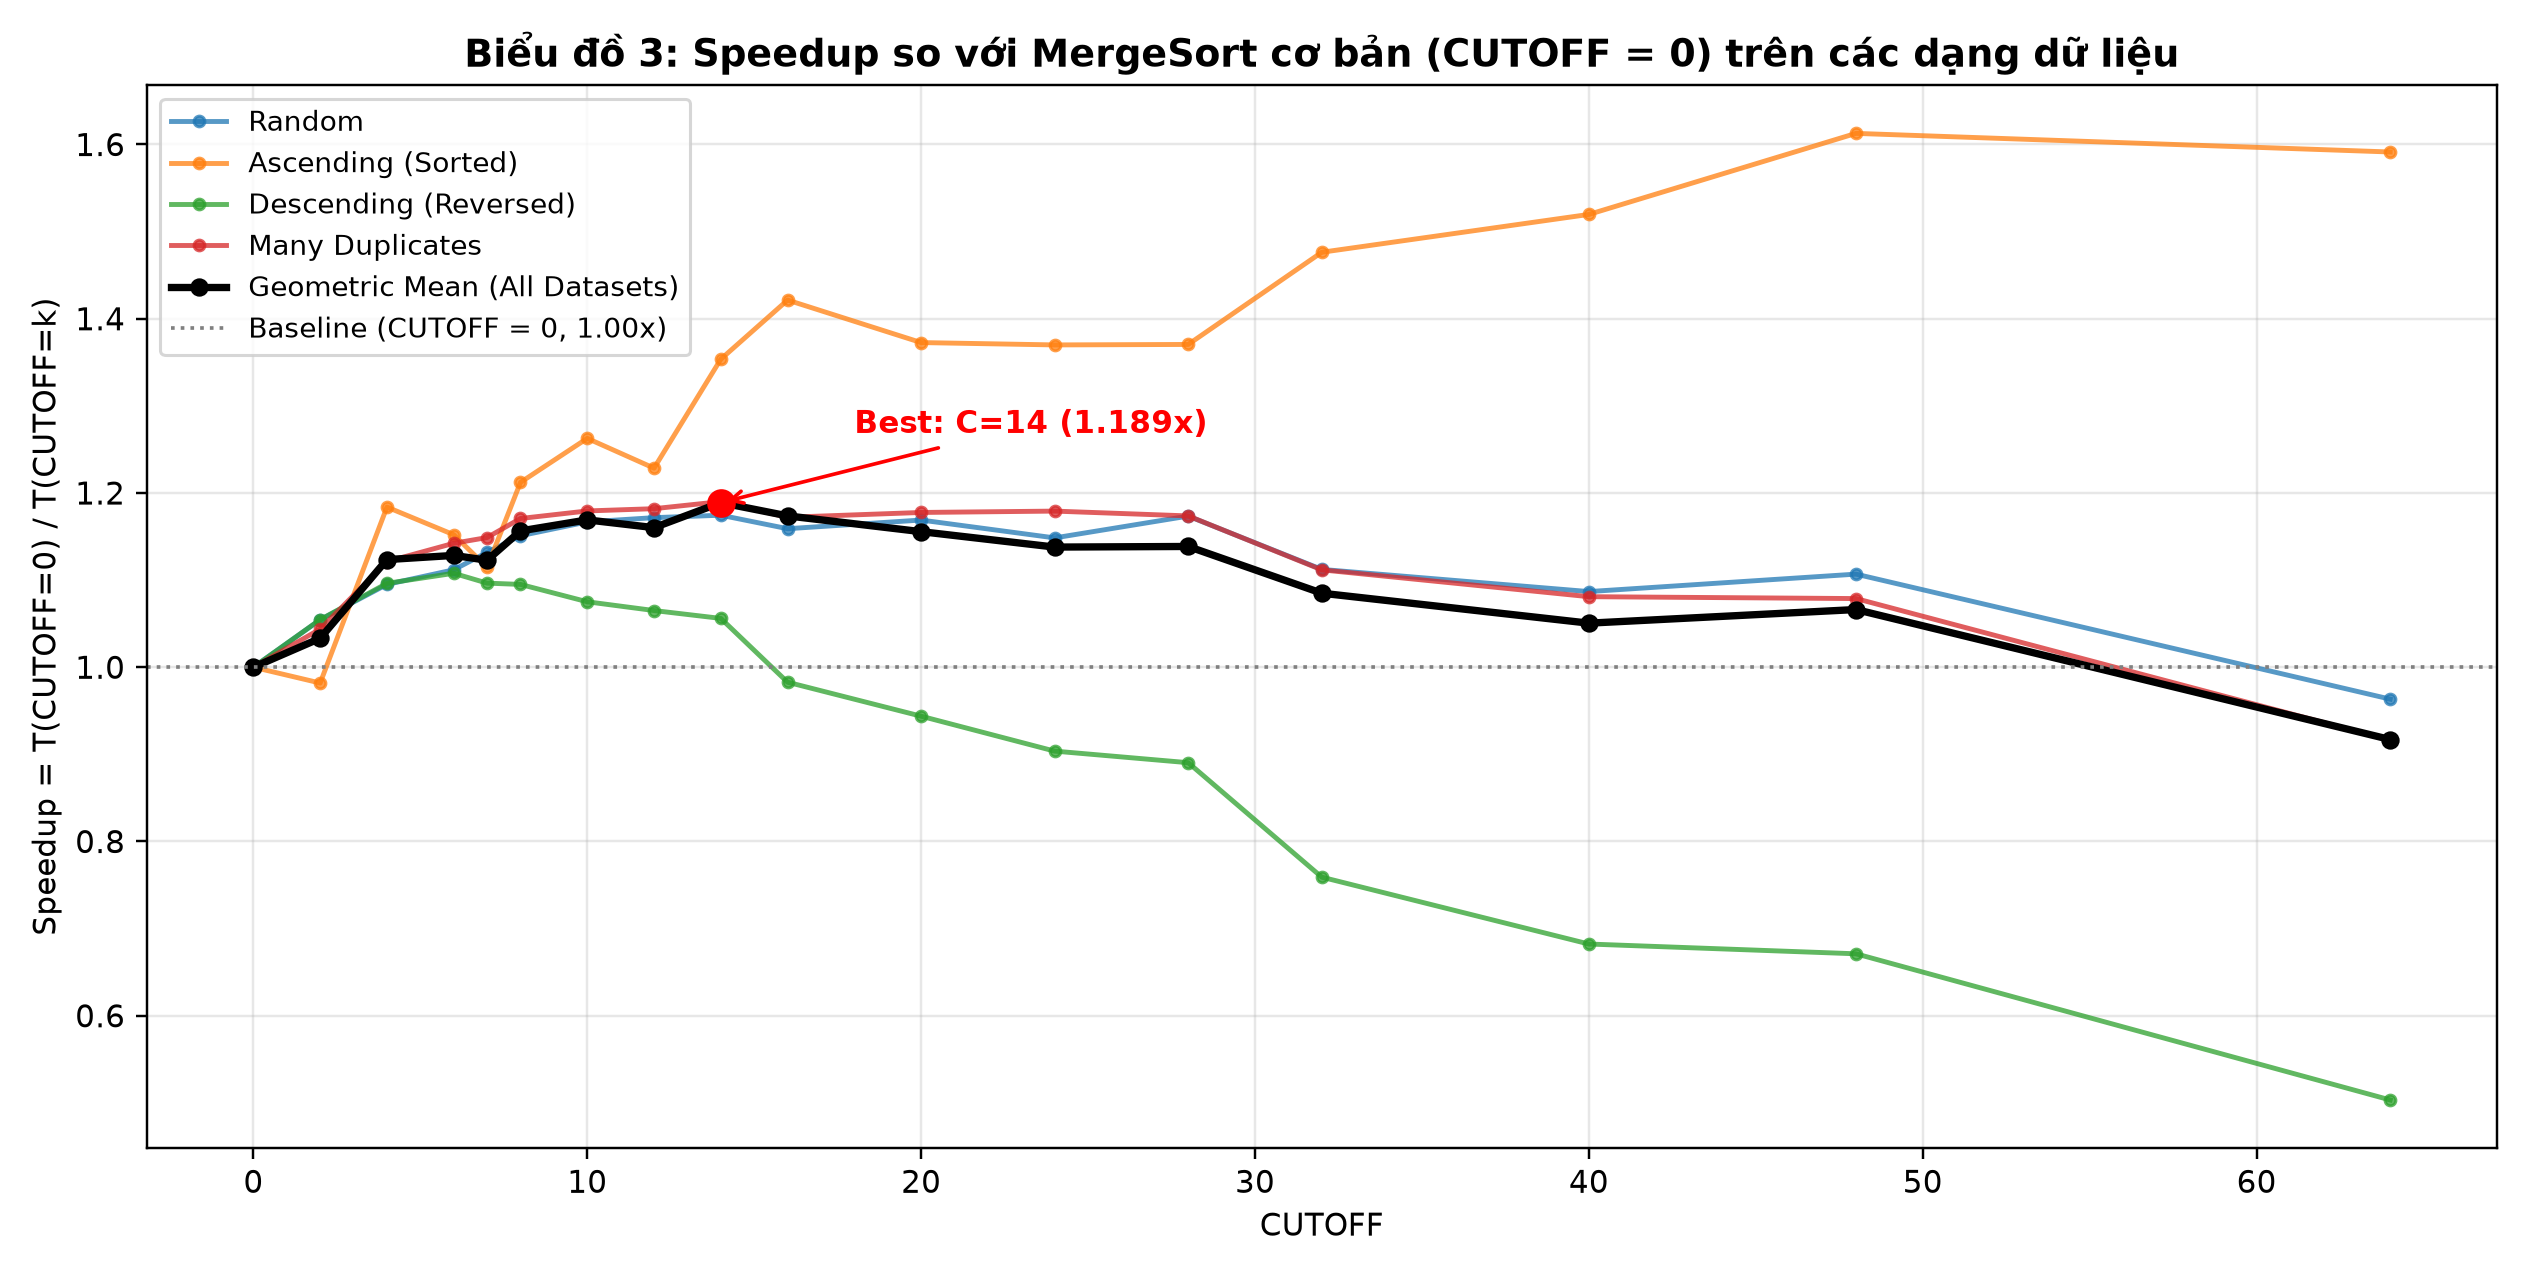 Biểu đồ 3: Speedup so với MergeSort cơ bản (CUTOFF = 0) trên các dạng dữ liệu
Random
Ascending (Sorted)
Descending (Reversed)
Many Duplicates
Geometric Mean (All Datasets)
Baseline (CUTOFF = 0, 1.00x)
Best: C=14 (1.189x)
Speedup = T(CUTOFF=0) / T(CUTOFF=k)
1.6
1.4
1.2
1.0
0.8
0.6
0 10 20 30 40 50 60
CUTOFF